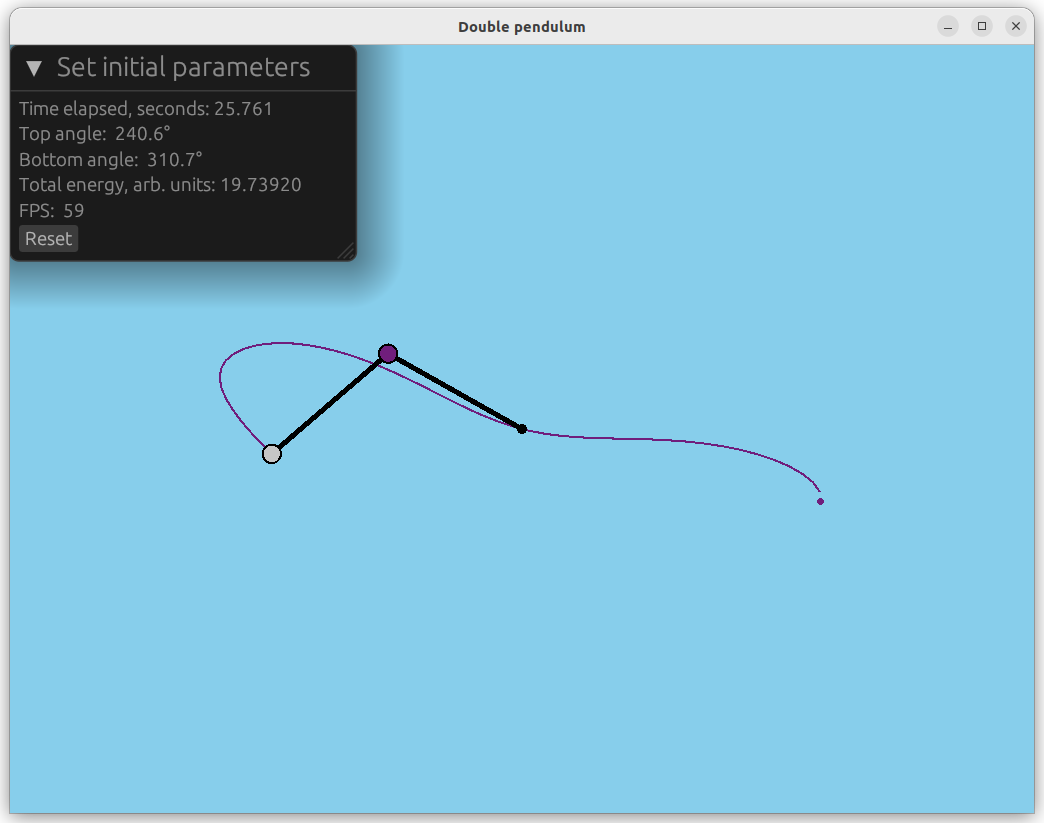 Double pendulum
▼ Set initial parameters
Time elapsed, seconds: 25.761
Top angle:  240.6°
Bottom angle:  310.7°
Total energy, arb. units: 19.73920
FPS:  59
Reset